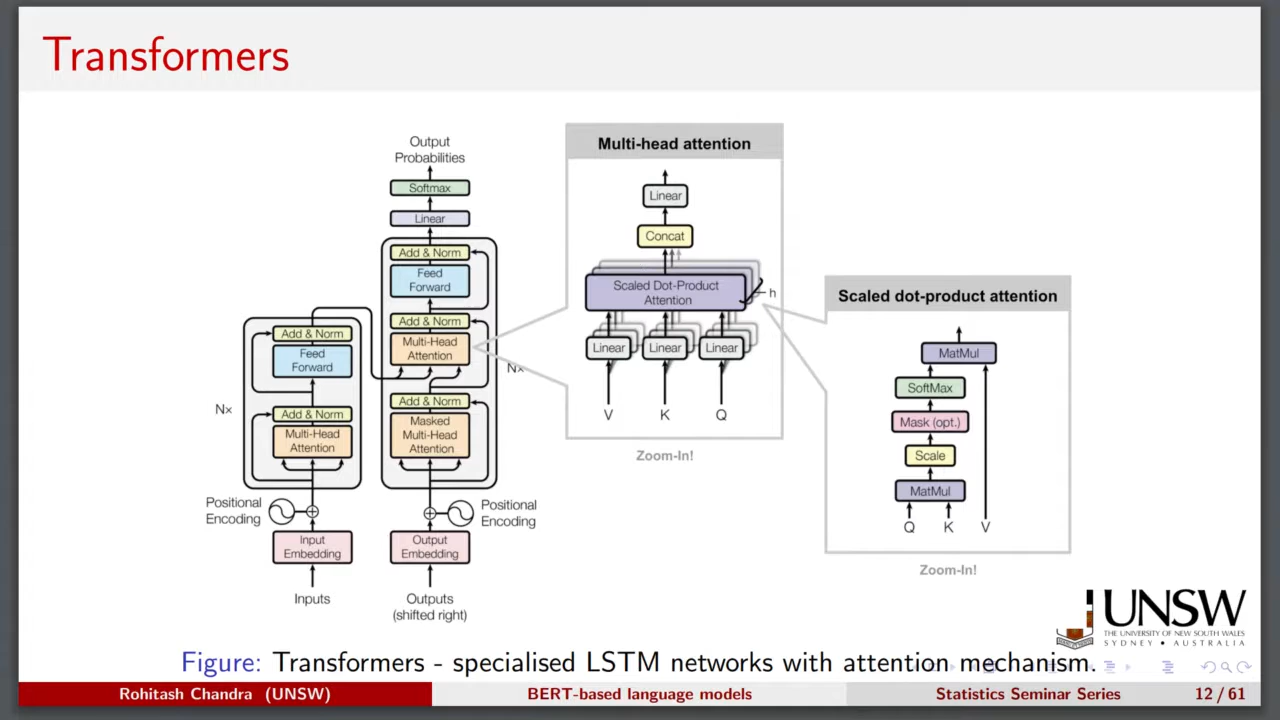 Transformers
Output
Probabilities
Softmax
Linear
Add & Norm
Feed
Forward
Add & Norm
Multi-Head
Attention
Nx
Add & Norm
Masked
Multi-Head
Attention
Add & Norm
Feed
Forward
Nx
Add & Norm
Multi-Head
Attention
Positional
Encoding
Positional
Encoding
Input
Embedding
Output
Embedding
Inputs
Outputs
(shifted right)
Multi-head attention
Linear
Concat
Scaled Dot-Product
Attention
h
Linear Linear Linear
V K Q
Zoom-In!
Scaled dot-product attention
MatMul
SoftMax
Mask (opt.)
Scale
MatMul
Q K V
Zoom-In!
UNSW
THE UNIVERSITY OF NEW SOUTH WALES
SYDNEY • AUSTRALIA
Figure: Transformers - specialised LSTM networks with attention mechanism.
Rohitash Chandra (UNSW) BERT-based language models Statistics Seminar Series 12 / 61